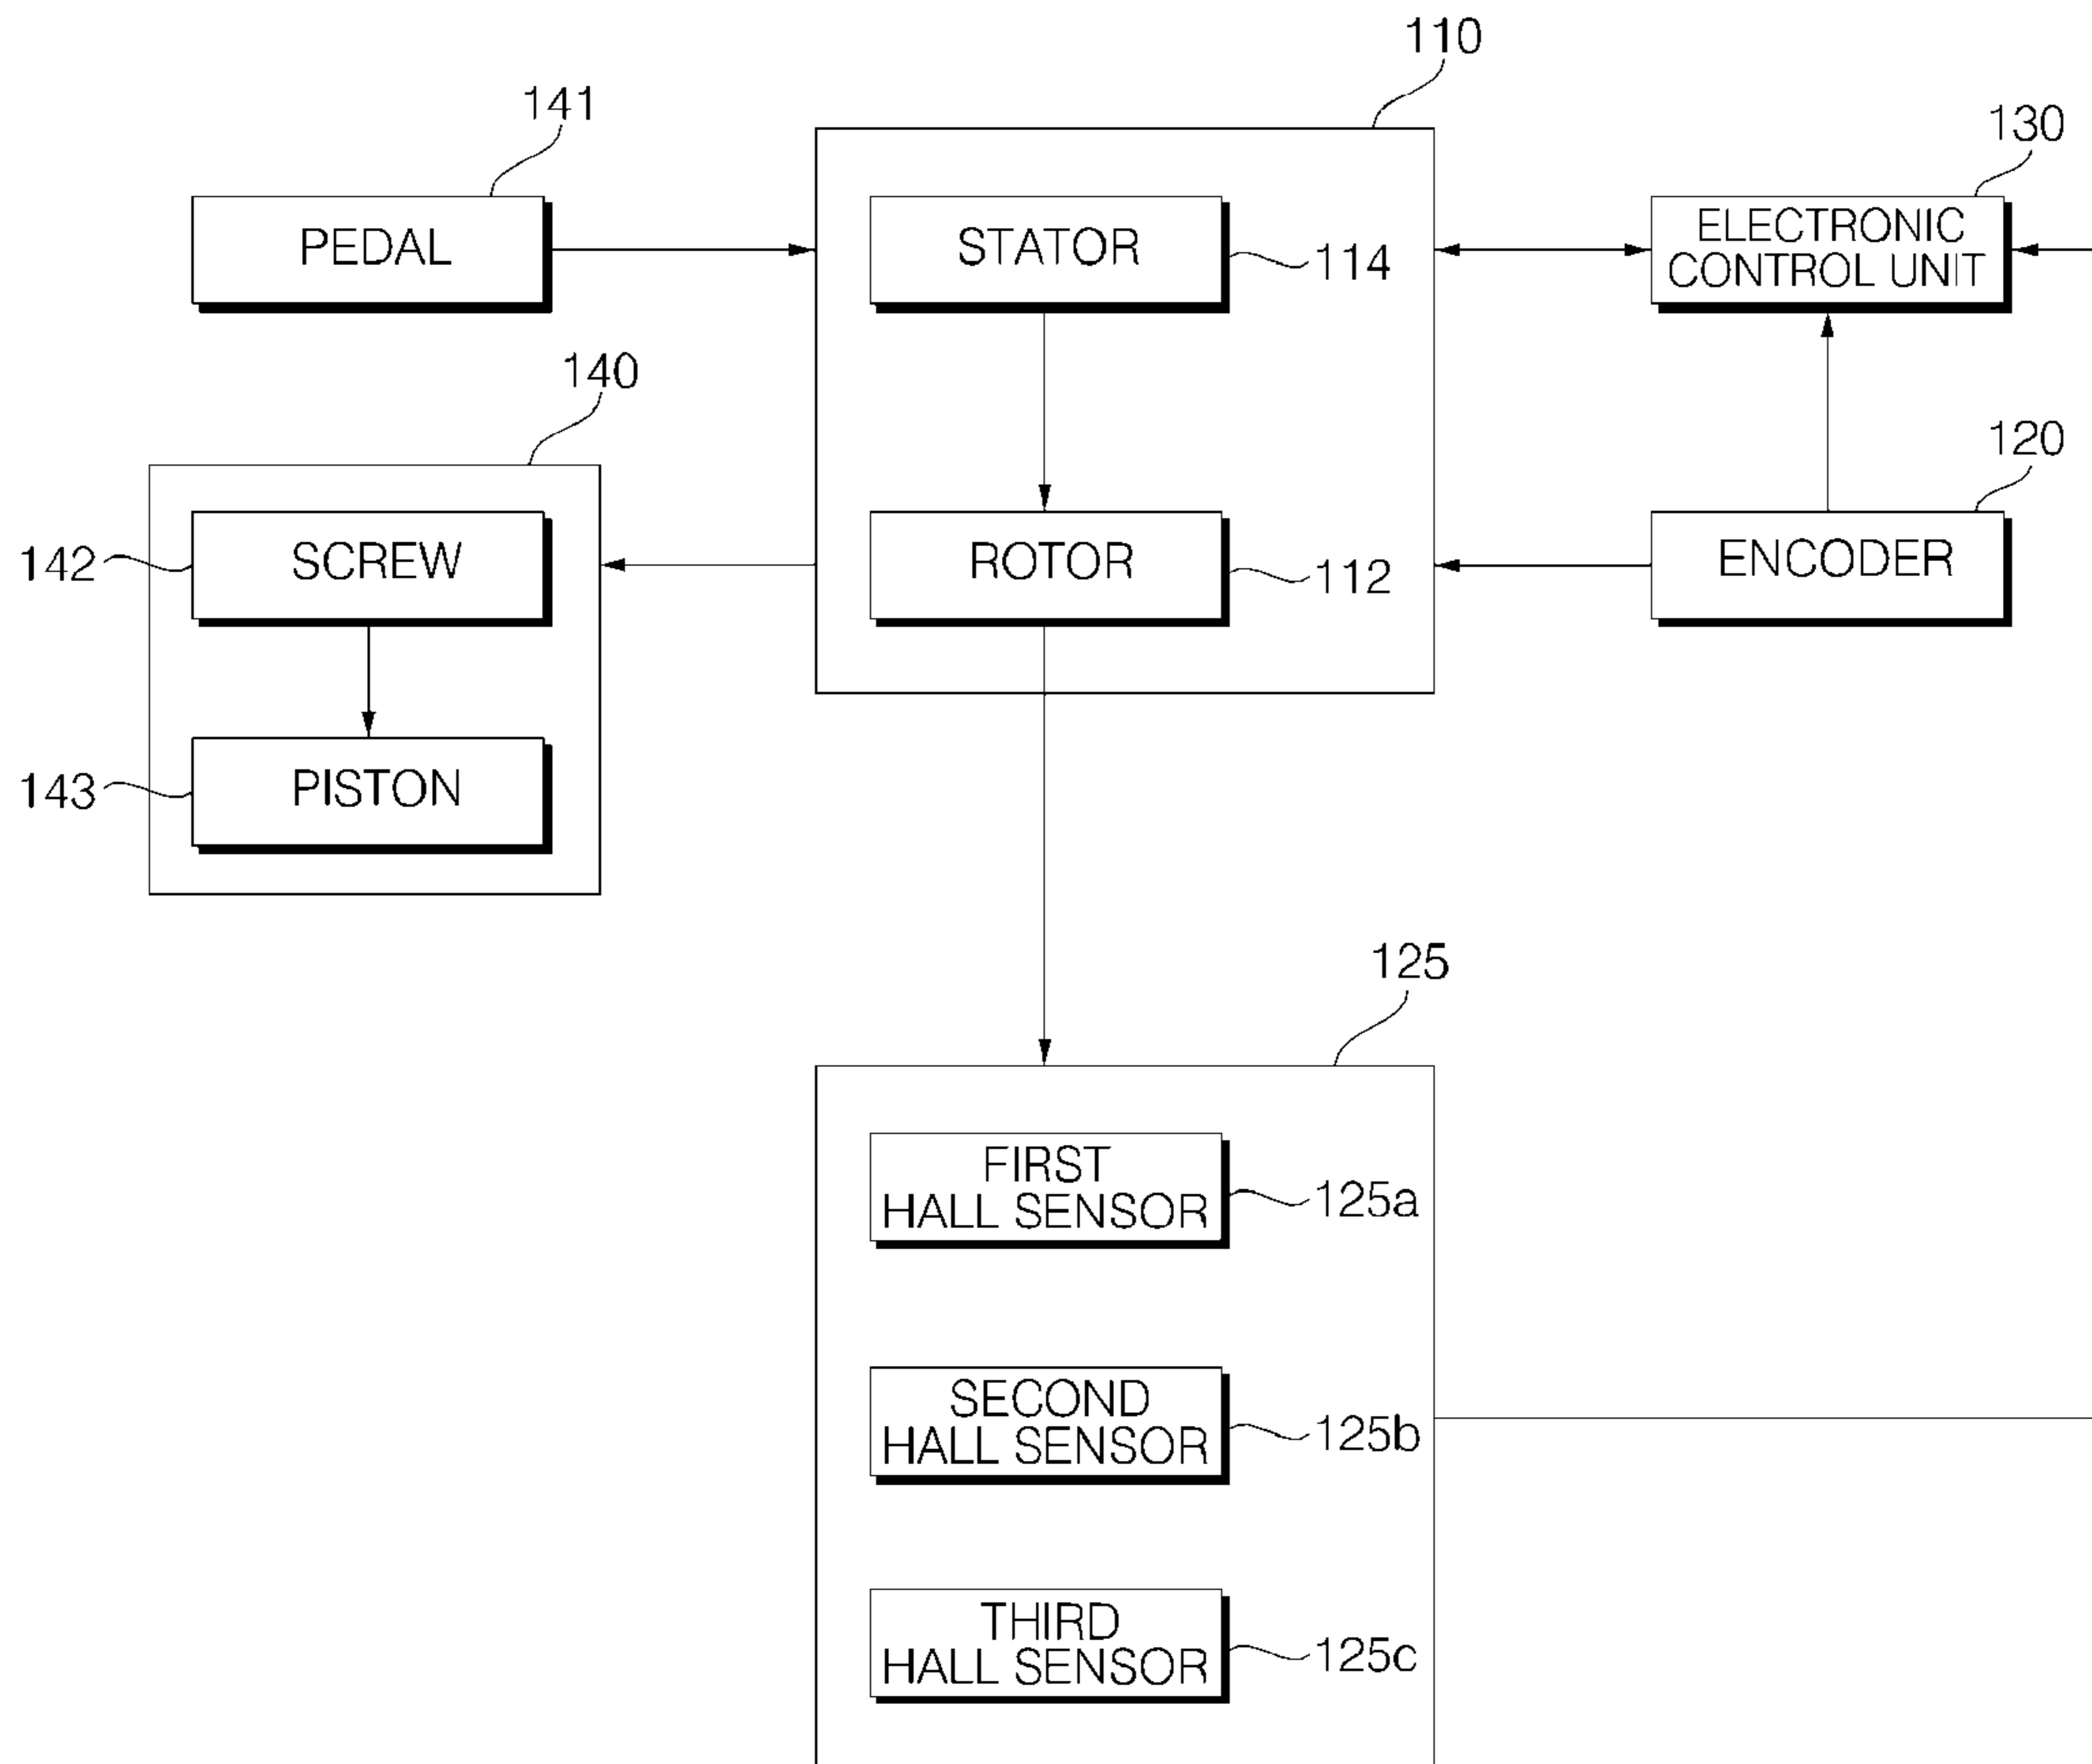 110
141
130
PEDAL
STATOR
114
ELECTRONIC
CONTROL UNIT
140
120
142
SCREW
ROTOR
112
ENCODER
143
PISTON
125
FIRST
HALL SENSOR
125a
SECOND
HALL SENSOR
125b
THIRD
HALL SENSOR
125c